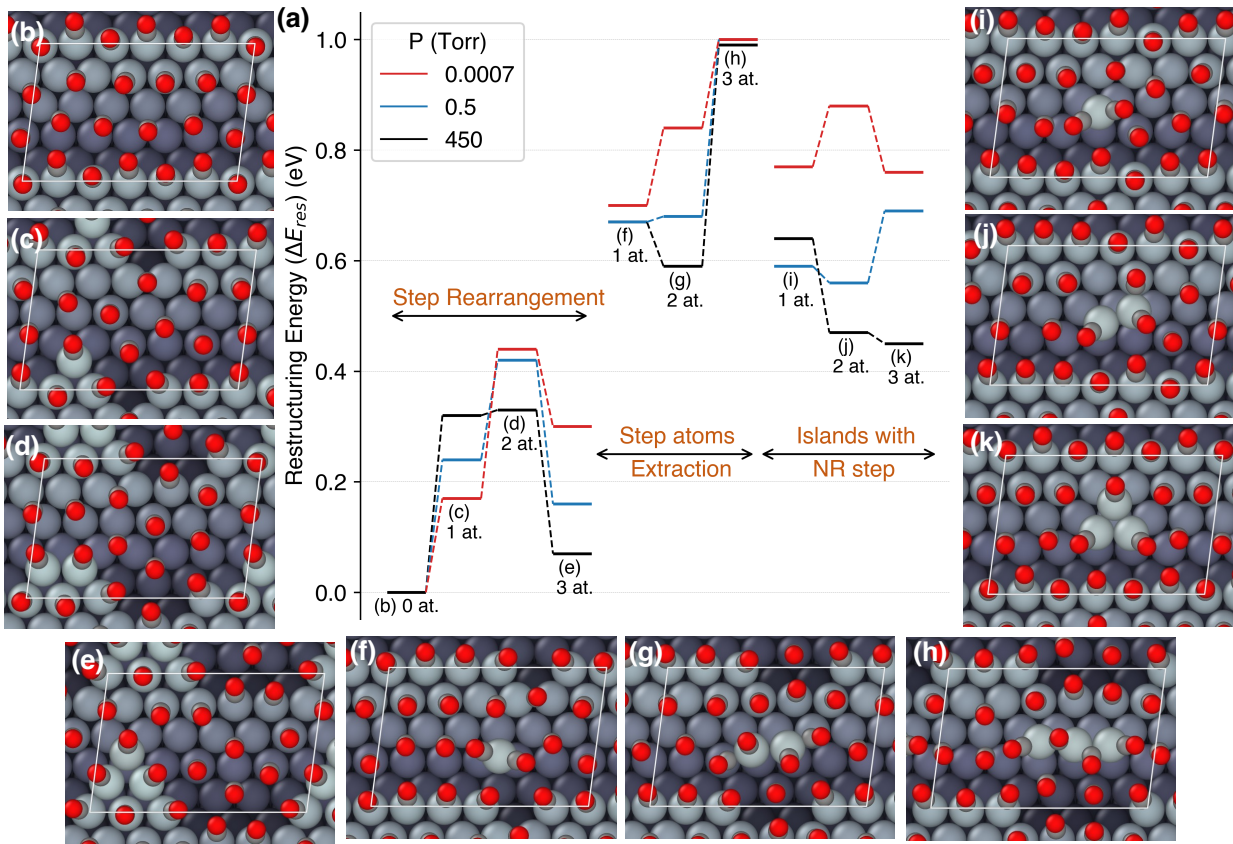 (a)
(b)
(c)
(d)
(e)
(f)
(g)
(h)
(i)
(j)
(k)
Restructuring Energy (ΔE_res) (eV)
1.0
0.8
0.6
0.4
0.2
0.0
P (Torr)
0.0007
0.5
450
(b) 0 at.
(c)
1 at.
(d)
2 at.
(e)
3 at.
(f)
1 at.
(g)
2 at.
(h)
3 at.
(i)
1 at.
(j)
2 at.
(k)
3 at.
Step Rearrangement
Step atoms
Extraction
Islands with
NR step